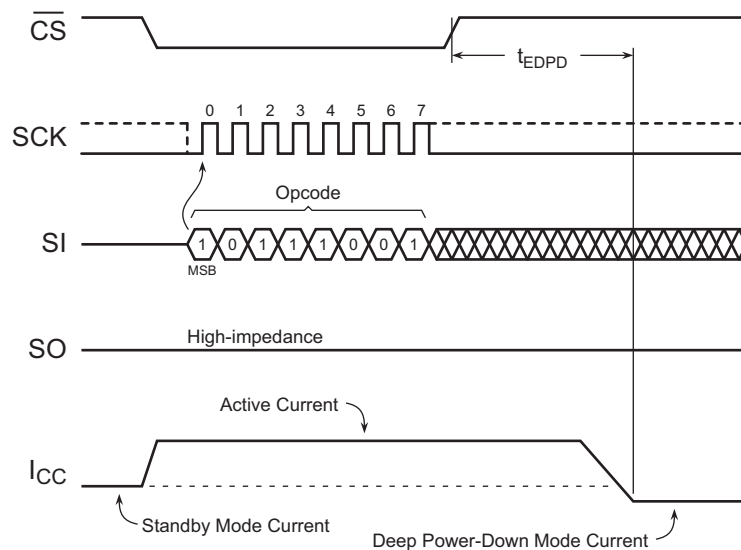 CS
tEDPD
0 1 2 3 4 5 6 7
SCK
Opcode
SI
1 0 1 1 1 0 0 1
MSB
High-impedance
SO
Active Current
ICC
Standby Mode Current
Deep Power-Down Mode Current